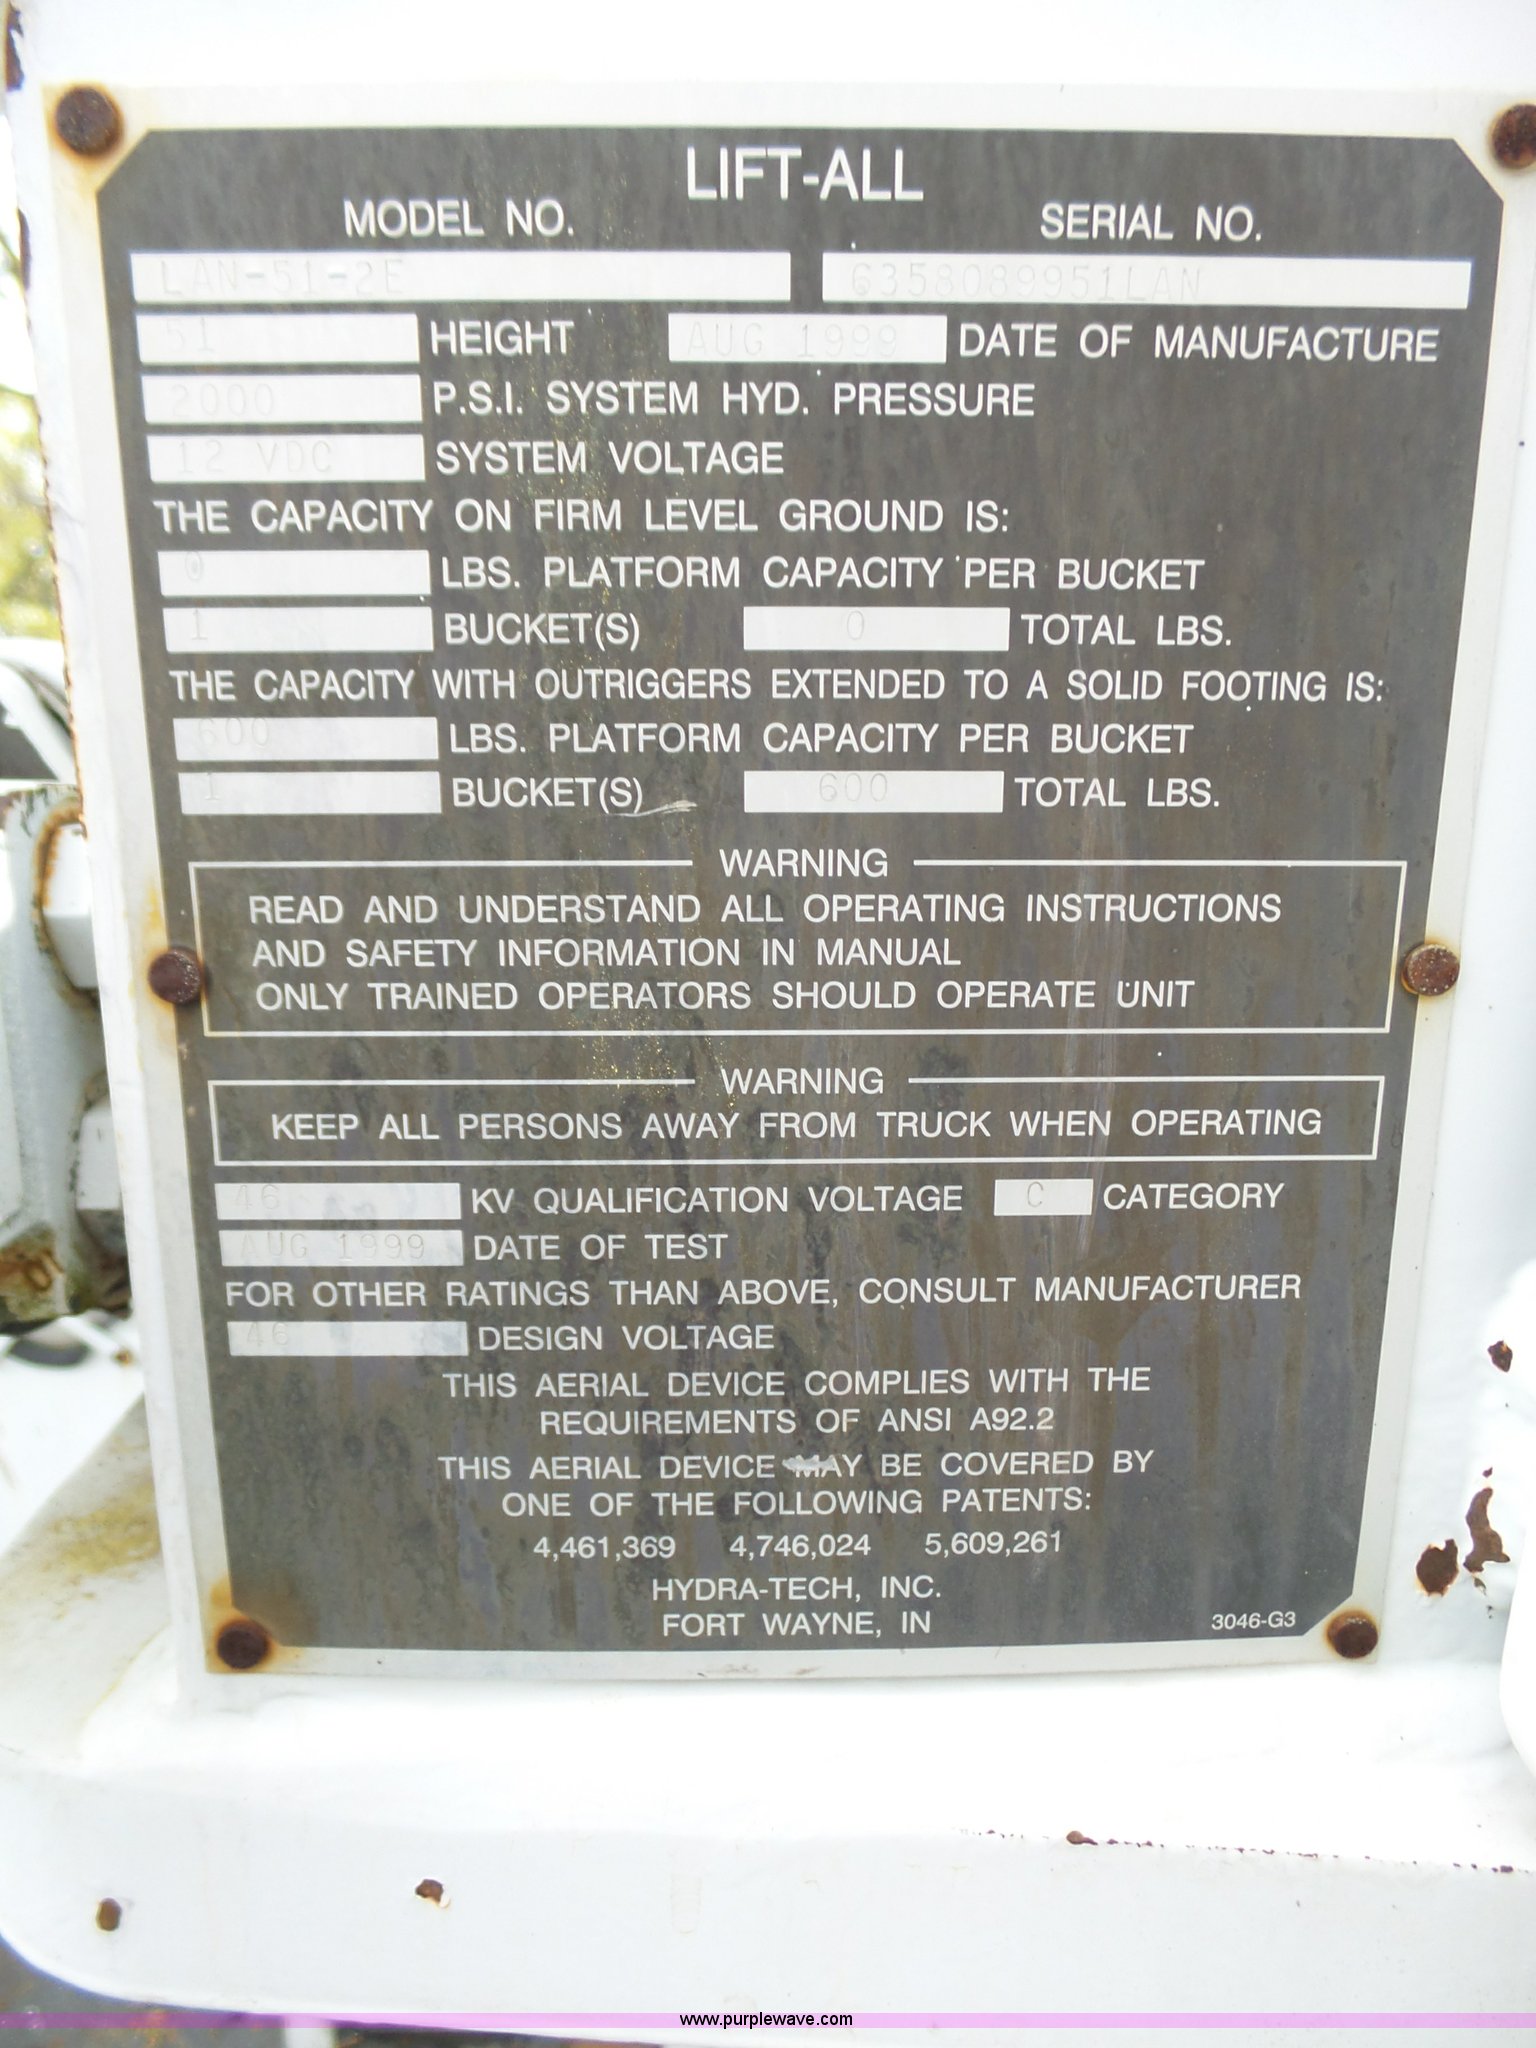 LIFT-ALL
MODEL NO. SERIAL NO.
LAN-51-2E 6358089951LAN
51 HEIGHT AUG 1999 DATE OF MANUFACTURE
2000 P.S.I. SYSTEM HYD. PRESSURE
12 VDC SYSTEM VOLTAGE
THE CAPACITY ON FIRM LEVEL GROUND IS:
0 LBS. PLATFORM CAPACITY PER BUCKET
1 BUCKET(S) 0 TOTAL LBS.
THE CAPACITY WITH OUTRIGGERS EXTENDED TO A SOLID FOOTING IS:
600 LBS. PLATFORM CAPACITY PER BUCKET
1 BUCKET(S) 600 TOTAL LBS.
WARNING
READ AND UNDERSTAND ALL OPERATING INSTRUCTIONS
AND SAFETY INFORMATION IN MANUAL
ONLY TRAINED OPERATORS SHOULD OPERATE UNIT
WARNING
KEEP ALL PERSONS AWAY FROM TRUCK WHEN OPERATING
46 KV QUALIFICATION VOLTAGE C CATEGORY
AUG 1999 DATE OF TEST
FOR OTHER RATINGS THAN ABOVE, CONSULT MANUFACTURER
46 DESIGN VOLTAGE
THIS AERIAL DEVICE COMPLIES WITH THE
REQUIREMENTS OF ANSI A92.2
THIS AERIAL DEVICE MAY BE COVERED BY
ONE OF THE FOLLOWING PATENTS:
4,461,369 4,746,024 5,609,261
HYDRA-TECH, INC.
FORT WAYNE, IN
3046-G3
www.purplewave.com